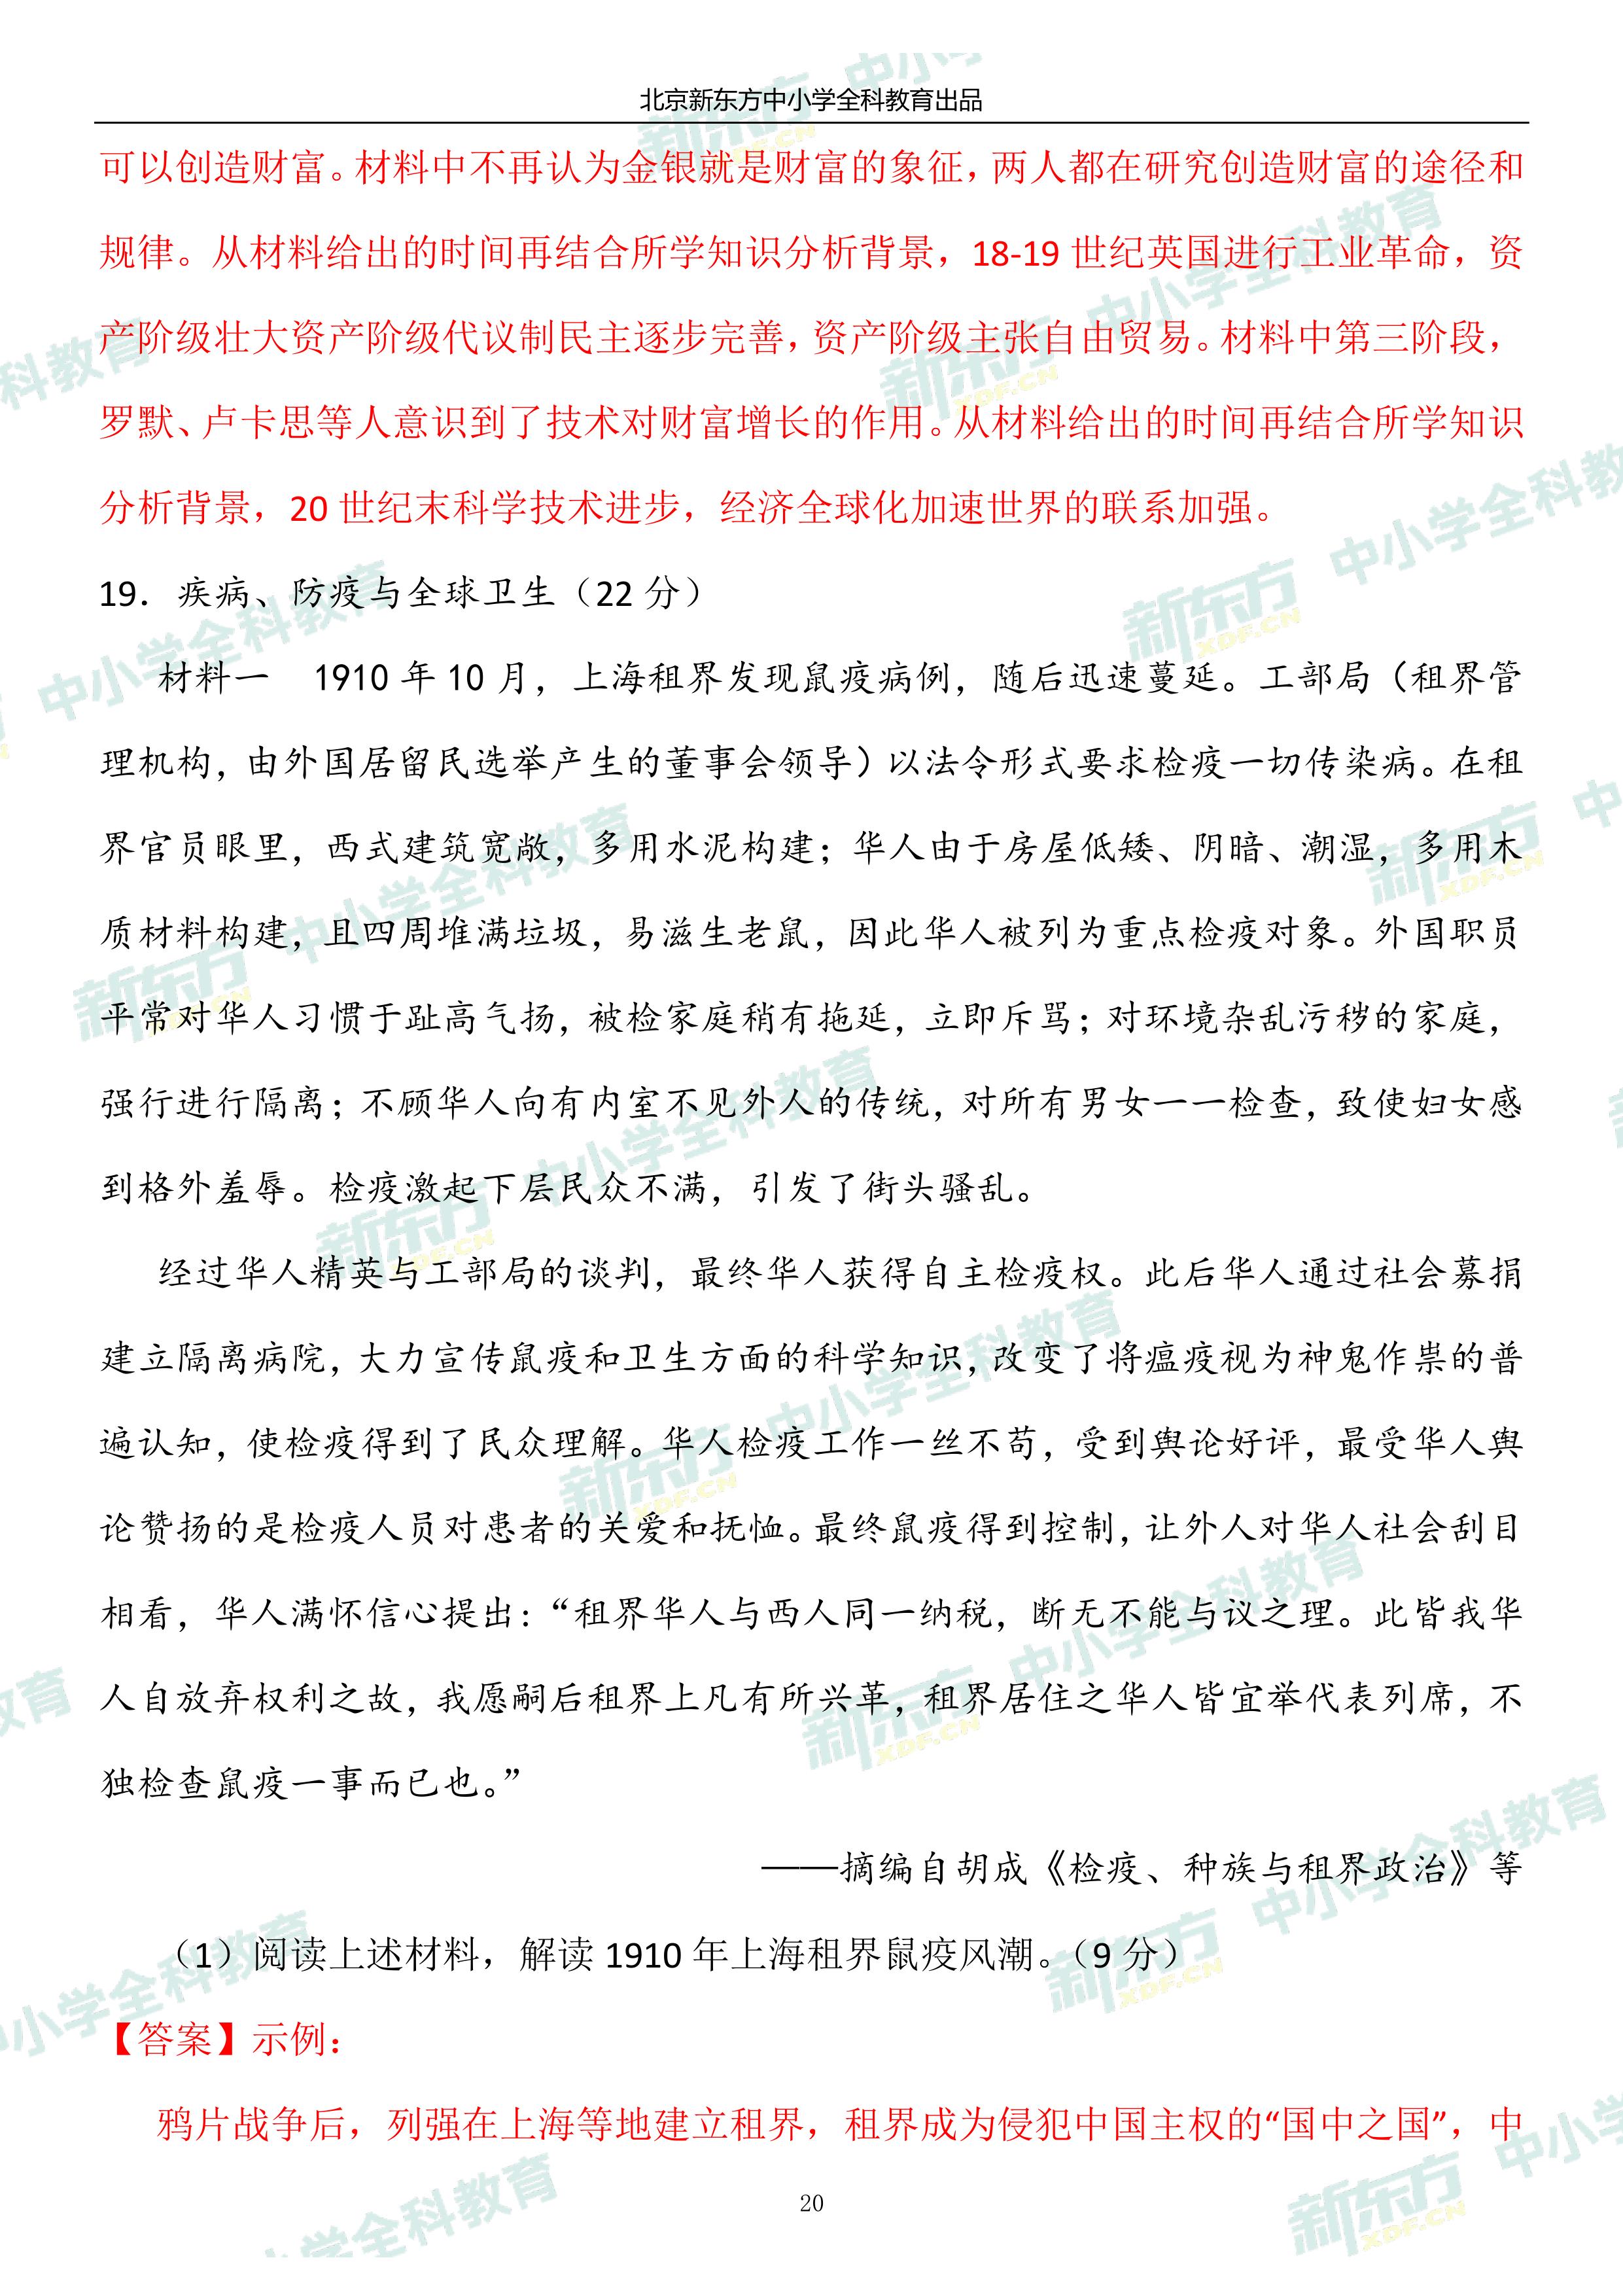 北京新东方中小学全科教育出品
可以创造财富。材料中不再认为金银就是财富的象征，两人都在研究创造财富的途径和
规律。从材料给出的时间再结合所学知识分析背景，18-19 世纪英国进行工业革命，资
产阶级壮大资产阶级代议制民主逐步完善，资产阶级主张自由贸易。材料中第三阶段，
罗默、卢卡思等人意识到了技术对财富增长的作用。从材料给出的时间再结合所学知识
分析背景，20 世纪末科学技术进步，经济全球化加速世界的联系加强。
19．疾病、防疫与全球卫生（22 分）
材料一　1910 年 10 月，上海租界发现鼠疫病例，随后迅速蔓延。工部局（租界管
理机构，由外国居留民选举产生的董事会领导）以法令形式要求检疫一切传染病。在租
界官员眼里，西式建筑宽敞，多用水泥构建；华人由于房屋低矮、阴暗、潮湿，多用木
质材料构建，且四周堆满垃圾，易滋生老鼠，因此华人被列为重点检疫对象。外国职员
平常对华人习惯于趾高气扬，被检家庭稍有拖延，立即斥骂；对环境杂乱污秽的家庭，
强行进行隔离；不顾华人向有内室不见外人的传统，对所有男女一一检查，致使妇女感
到格外羞辱。检疫激起下层民众不满，引发了街头骚乱。
经过华人精英与工部局的谈判，最终华人获得自主检疫权。此后华人通过社会募捐
建立隔离病院，大力宣传鼠疫和卫生方面的科学知识，改变了将瘟疫视为神鬼作祟的普
遍认知，使检疫得到了民众理解。华人检疫工作一丝不苟，受到舆论好评，最受华人舆
论赞扬的是检疫人员对患者的关爱和抚恤。最终鼠疫得到控制，让外人对华人社会刮目
相看，华人满怀信心提出：“租界华人与西人同一纳税，断无不能与议之理。此皆我华
人自放弃权利之故，我愿嗣后租界上凡有所兴革，租界居住之华人皆宜举代表列席，不
独检查鼠疫一事而已也。”
——摘编自胡成《检疫、种族与租界政治》等
（1）阅读上述材料，解读 1910 年上海租界鼠疫风潮。（9 分）
【答案】示例：
鸦片战争后，列强在上海等地建立租界，租界成为侵犯中国主权的“国中之国”，中
20